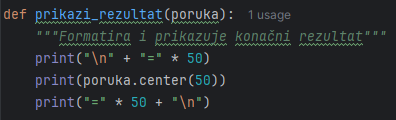 def prikazi_rezultat(poruka): 1 usage
"""Formatira i prikazuje konačni rezultat"""
print("\n" + "=" * 50)
print(poruka.center(50))
print("=" * 50 + "\n")